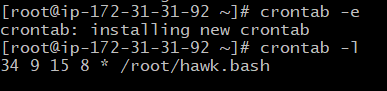 [root@ip-172-31-31-92 ~]# crontab -e
crontab: installing new crontab
[root@ip-172-31-31-92 ~]# crontab -l
34 9 15 8 * /root/hawk.bash